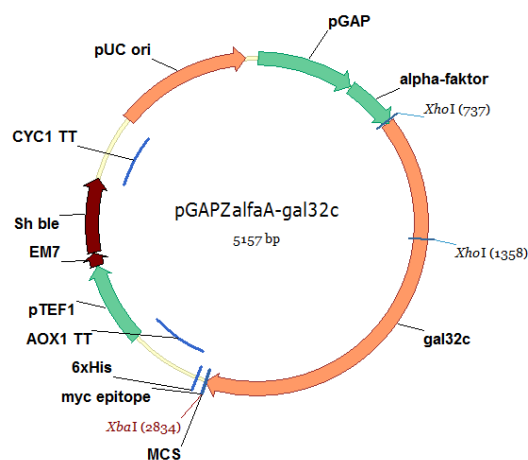 pGAP
pUC ori
alpha-faktor
XhoI (737)
CYC1 TT
pGAPZalfaA-gal32c
5157 bp
Sh ble
XhoI (1358)
EM7
pTEF1
AOX1 TT
gal32c
6xHis
myc epitope
XbaI (2834)
MCS